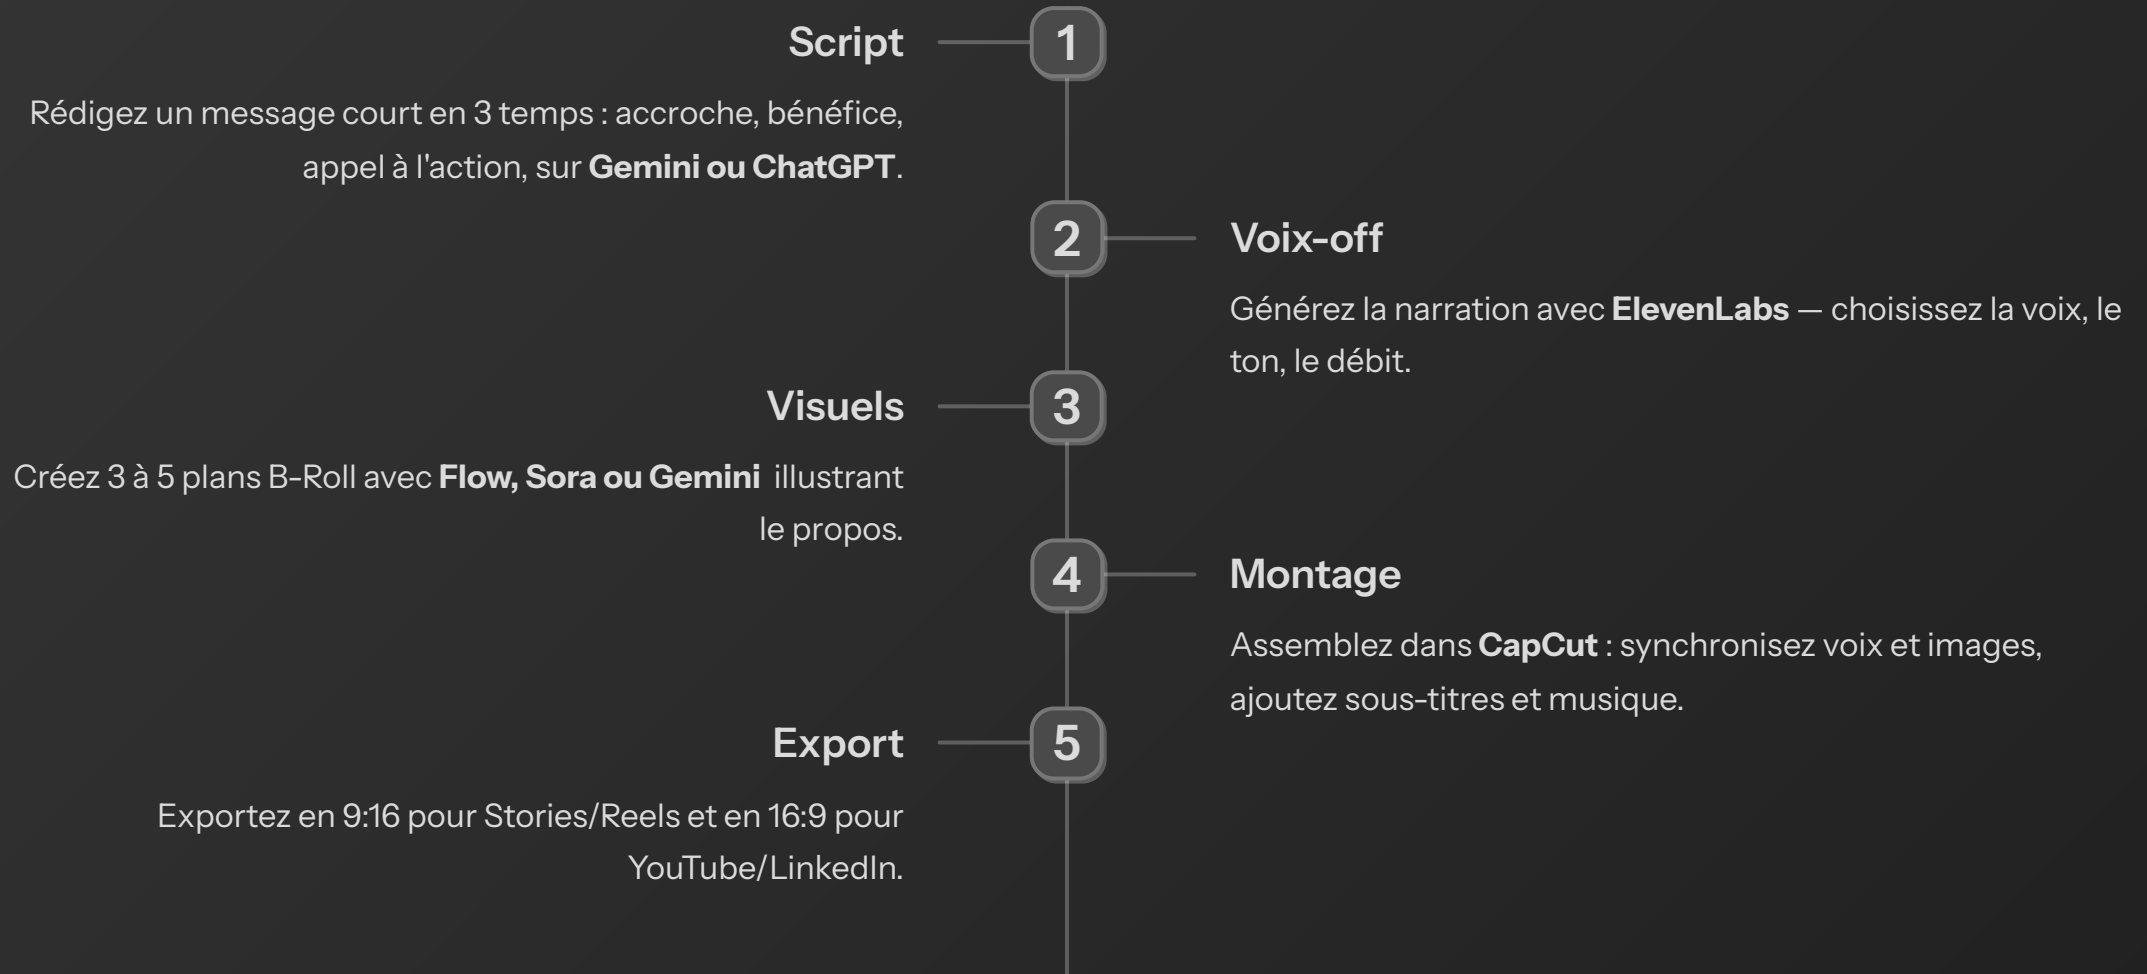 Script
1
Rédigez un message court en 3 temps : accroche, bénéfice,
appel à l'action, sur Gemini ou ChatGPT.
2
Voix-off
Générez la narration avec ElevenLabs — choisissez la voix, le
ton, le débit.
Visuels
3
Créez 3 à 5 plans B-Roll avec Flow, Sora ou Gemini illustrant
le propos.
4
Montage
Assemblez dans CapCut : synchronisez voix et images,
ajoutez sous-titres et musique.
Export
5
Exportez en 9:16 pour Stories/Reels et en 16:9 pour
YouTube/LinkedIn.